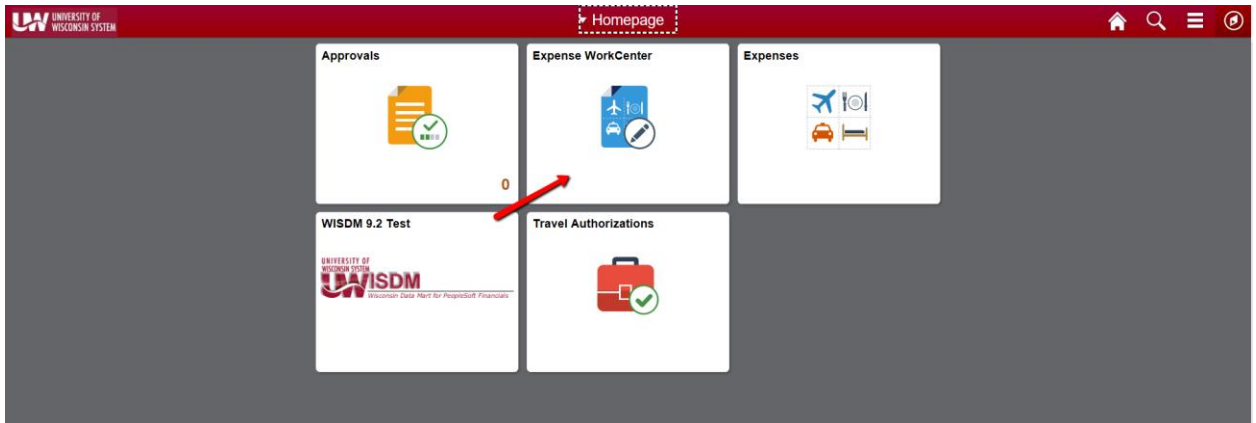 UW UNIVERSITY OF
WISCONSIN SYSTEM
Homepage
Approvals
0
Expense WorkCenter
Expenses
WISDM 9.2 Test
UNIVERSITY OF
WISCONSIN SYSTEM
UWISDM
Wisconsin Data Mart for PeopleSoft Financials
Travel Authorizations